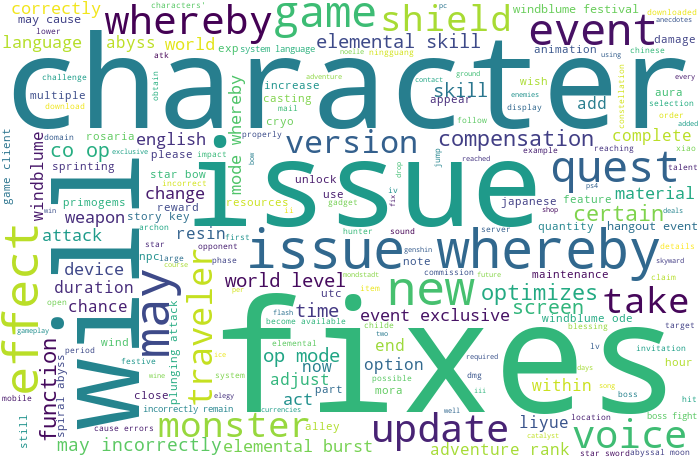 correctly
whereby
game
shield
windblume festival
downloaded
may cause
characters'
pc
anecdotes
lower
language
abyss
world
exp
system language
noelle
ningguang
elemental skill
event
animation
using
chinese
damage
challenge
atk
obtain
multiple
download
increase
casting
mail
skill
appear
wish
aura
selection
every
character
adventure
contact
ground
follow
enemies
display
add
constellation
order
added
game client
domain
exclusive
rosaria
english
cryo
mode whereby
properly
version
compensation
complete
windblume
co op
please
impact
bow
jump
reached
example
reaching
xiao
sprinting
incorrect
star bow
unlock
iv
drop
quest
talent
primogems
change
resources
use
fix
japanese
feature
material
ps4
win
weapon
story key
reward
li
gadget
shop
certain
deals
archon
hunter
sound
quantity
hangout event
effect
attack
npc
star
resin
opponent
first
server
issue
issue whereby
skyward
will
device
large
phase
utc
genshin
note
maintenance
details
duration
course
world level
mondstadt
commission
future
claim
chance
may
traveler
item
new
optimizes
take
open
period
wind
per
time
event exclusive
screen
function
gameplay
flash
become available
childe
windblume ode
blessing
target
spiral abyss
festive
plunging attack
ice
elemental
two
end
required
lv
invitation
mobile
mine
system
op mode
now
option
possible
dmg
fixes
within
days
hour
close
adjust
part
mora
iii
song
boss
hit
still
incorrectly remain
elegy
act
update
liyue
location
boss fight
cause errors
monster
currencies
alley
well
voice
may incorrectly
elemental burst
adventure rank
catalyst
star sword
abyssal moon